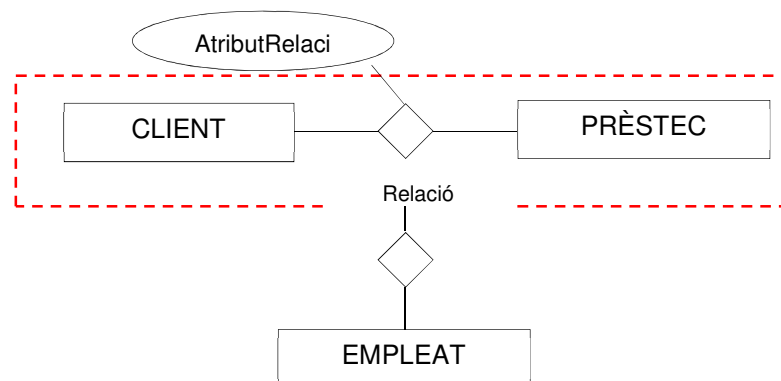 AtributRelaci
CLIENT
PRÈSTEC
Relació
EMPLEAT